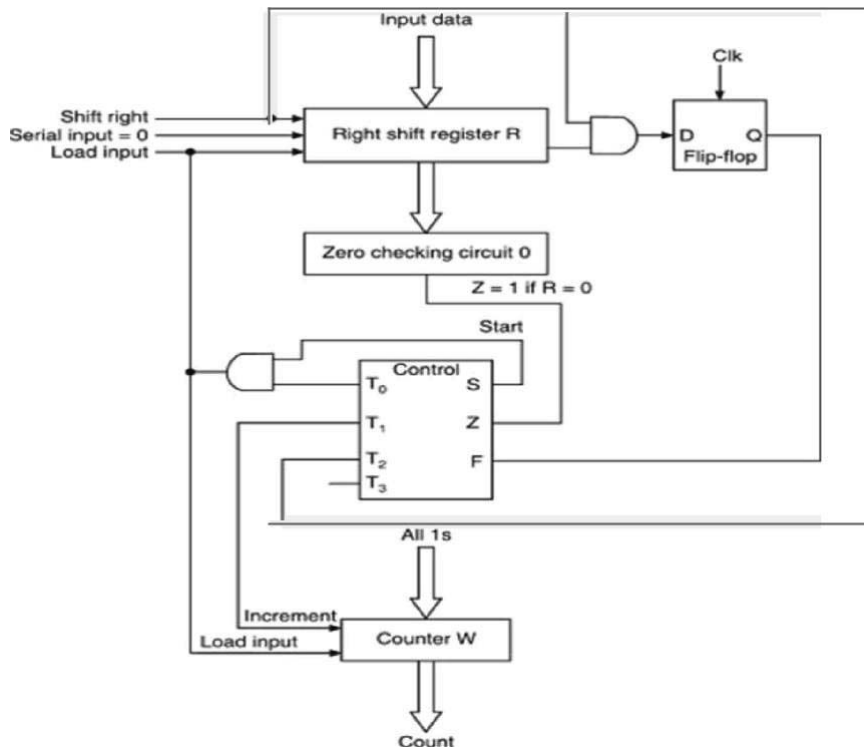 Input data
Clk
Shift right
Serial input = 0
Load input
Right shift register R
D Q
Flip-flop
Zero checking circuit 0
Z = 1 if R = 0
Start
Control
T₀ S
T₁ Z
T₂ F
T₃
All 1s
Increment
Load input
Counter W
Count